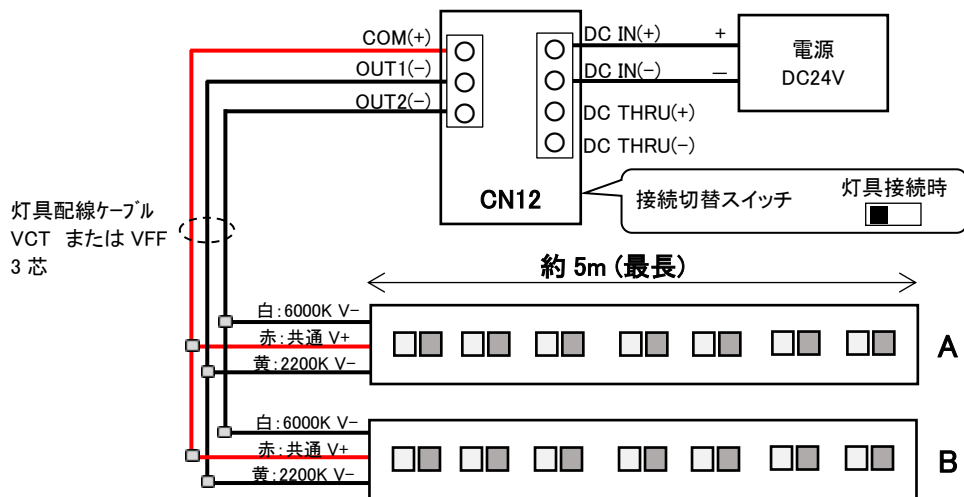 COM(+)
OUT1(-)
OUT2(-)
DC IN(+)
DC IN(-)
DC THRU(+)
DC THRU(-)
+
-
電源
DC24V
CN12
接続切替スイッチ
灯具接続時
灯具配線ケーブル
VCT または VFF
3 芯
約 5m (最長)
白:6000K V-
赤:共通 V+
黄:2200K V-
A
白:6000K V-
赤:共通 V+
黄:2200K V-
B